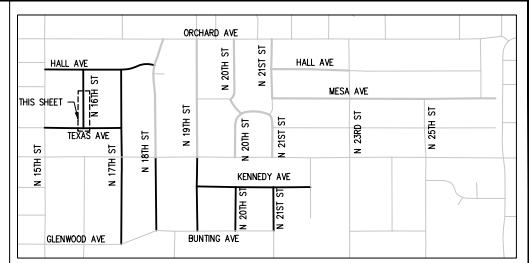 ORCHARD AVE
HALL AVE
HALL AVE
N 16TH ST
N 20TH ST
N 21ST ST
MESA AVE
THIS SHEET
TEXAS AVE
N 15TH ST
N 17TH ST
N 18TH ST
N 19TH ST
N 20TH ST
N 21ST ST
N 23RD ST
N 25TH ST
KENNEDY AVE
N 20TH ST
N 21ST ST
GLENWOOD AVE
BUNTING AVE